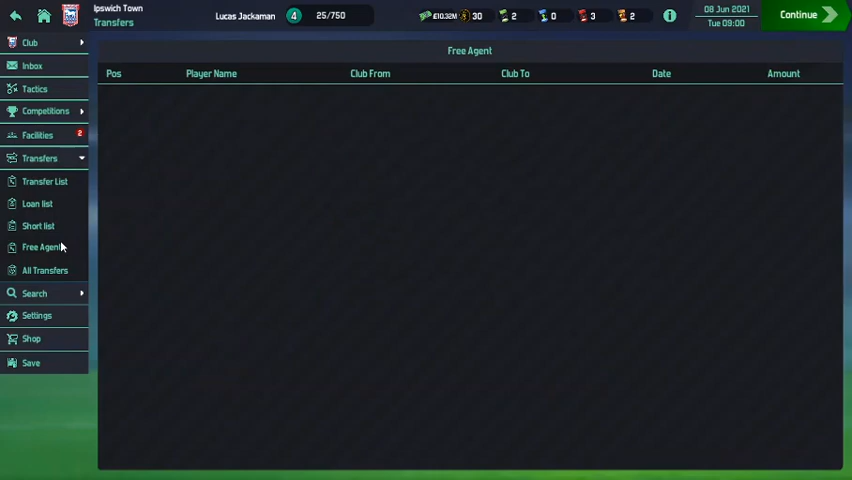 Ipswich Town
Transfers
Lucas Jackaman
4
25/750
£10.32M
30
2
0
3
2
08 Jun 2021
Tue 09:00
Continue
Club
Inbox
Tactics
Competitions
Facilities
2
Transfers
Transfer List
Loan list
Short list
Free Agent
All Transfers
Search
Settings
Shop
Save
Free Agent
Pos
Player Name
Club From
Club To
Date
Amount